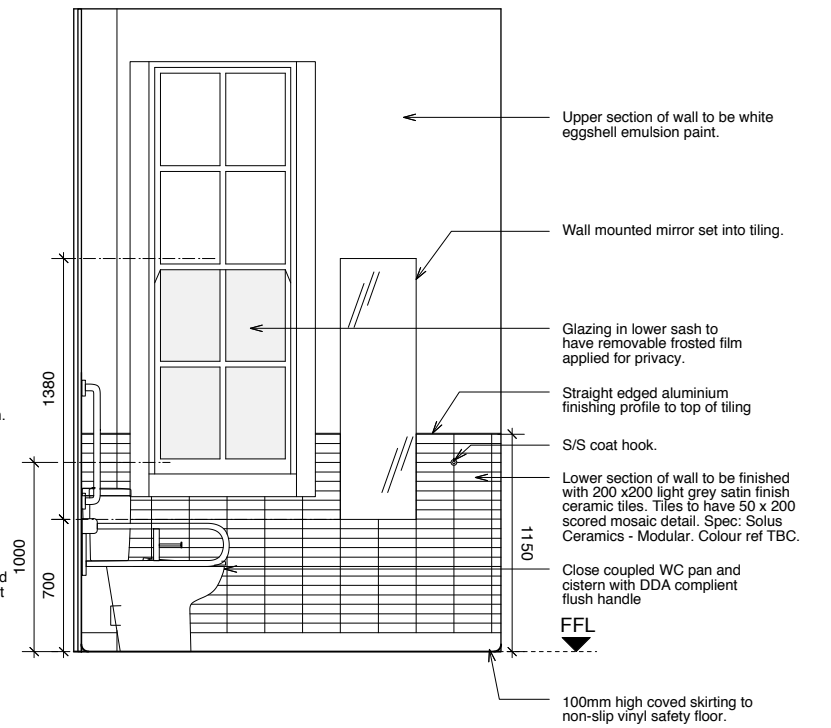 Upper section of wall to be white
eggshell emulsion paint.
Wall mounted mirror set into tiling.
Glazing in lower sash to
have removable frosted film
applied for privacy.
Straight edged aluminium
finishing profile to top of tiling
S/S coat hook.
Lower section of wall to be finished
with 200 x200 light grey satin finish
ceramic tiles. Tiles to have 50 x 200
scored mosaic detail. Spec: Solus
Ceramics - Modular. Colour ref TBC.
Close coupled WC pan and
cistern with DDA complient
flush handle
FFL
100mm high coved skirting to
non-slip vinyl safety floor.
1380
1000
700
1150